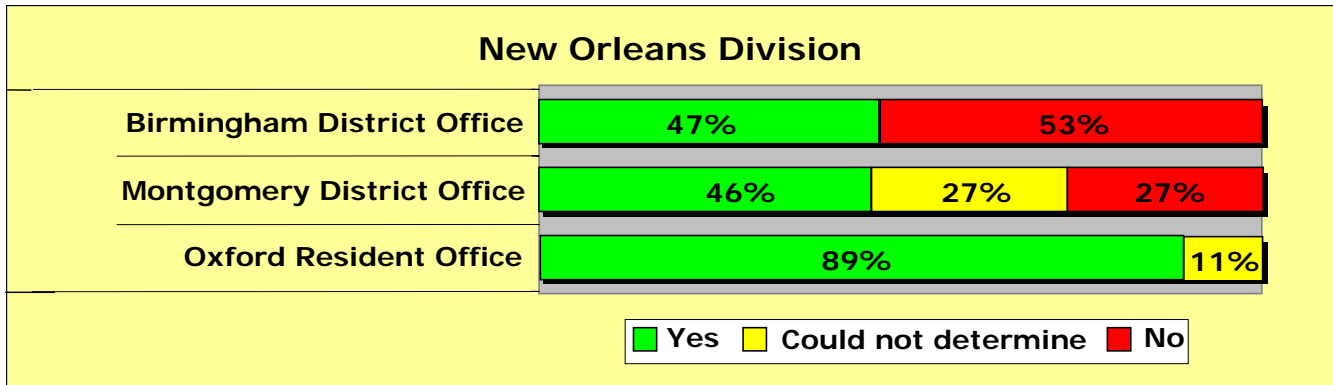 New Orleans Division
Birmingham District Office 47% 53%
Montgomery District Office 46% 27% 27%
Oxford Resident Office 89% 11%
Yes Could not determine No